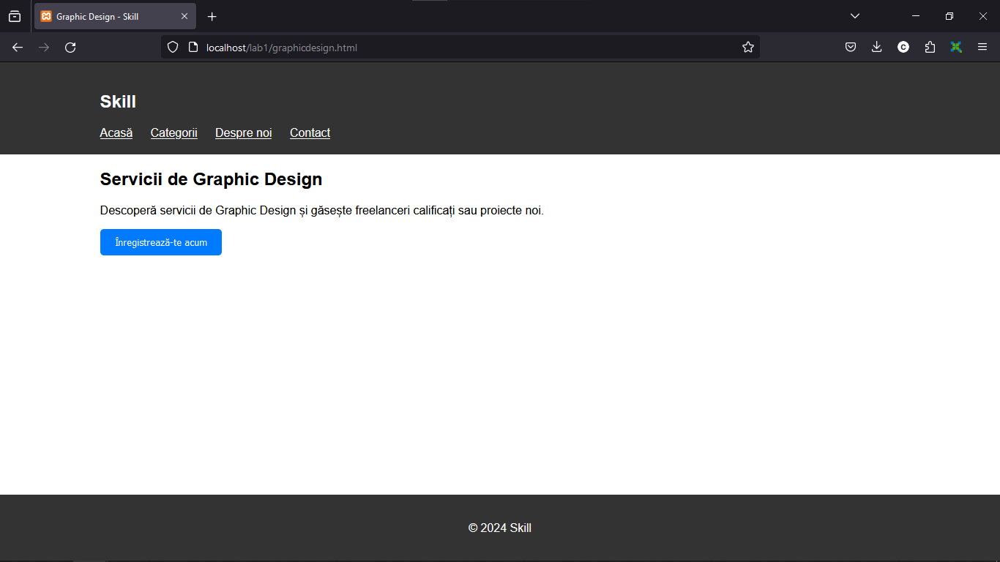 Graphic Design - Skill
localhost/lab1/graphicdesign.html
C
Skill
Acasă Categorii Despre noi Contact
Servicii de Graphic Design
Descoperă servicii de Graphic Design și găsește freelanceri calificați sau proiecte noi.
Înregistrează-te acum
© 2024 Skill